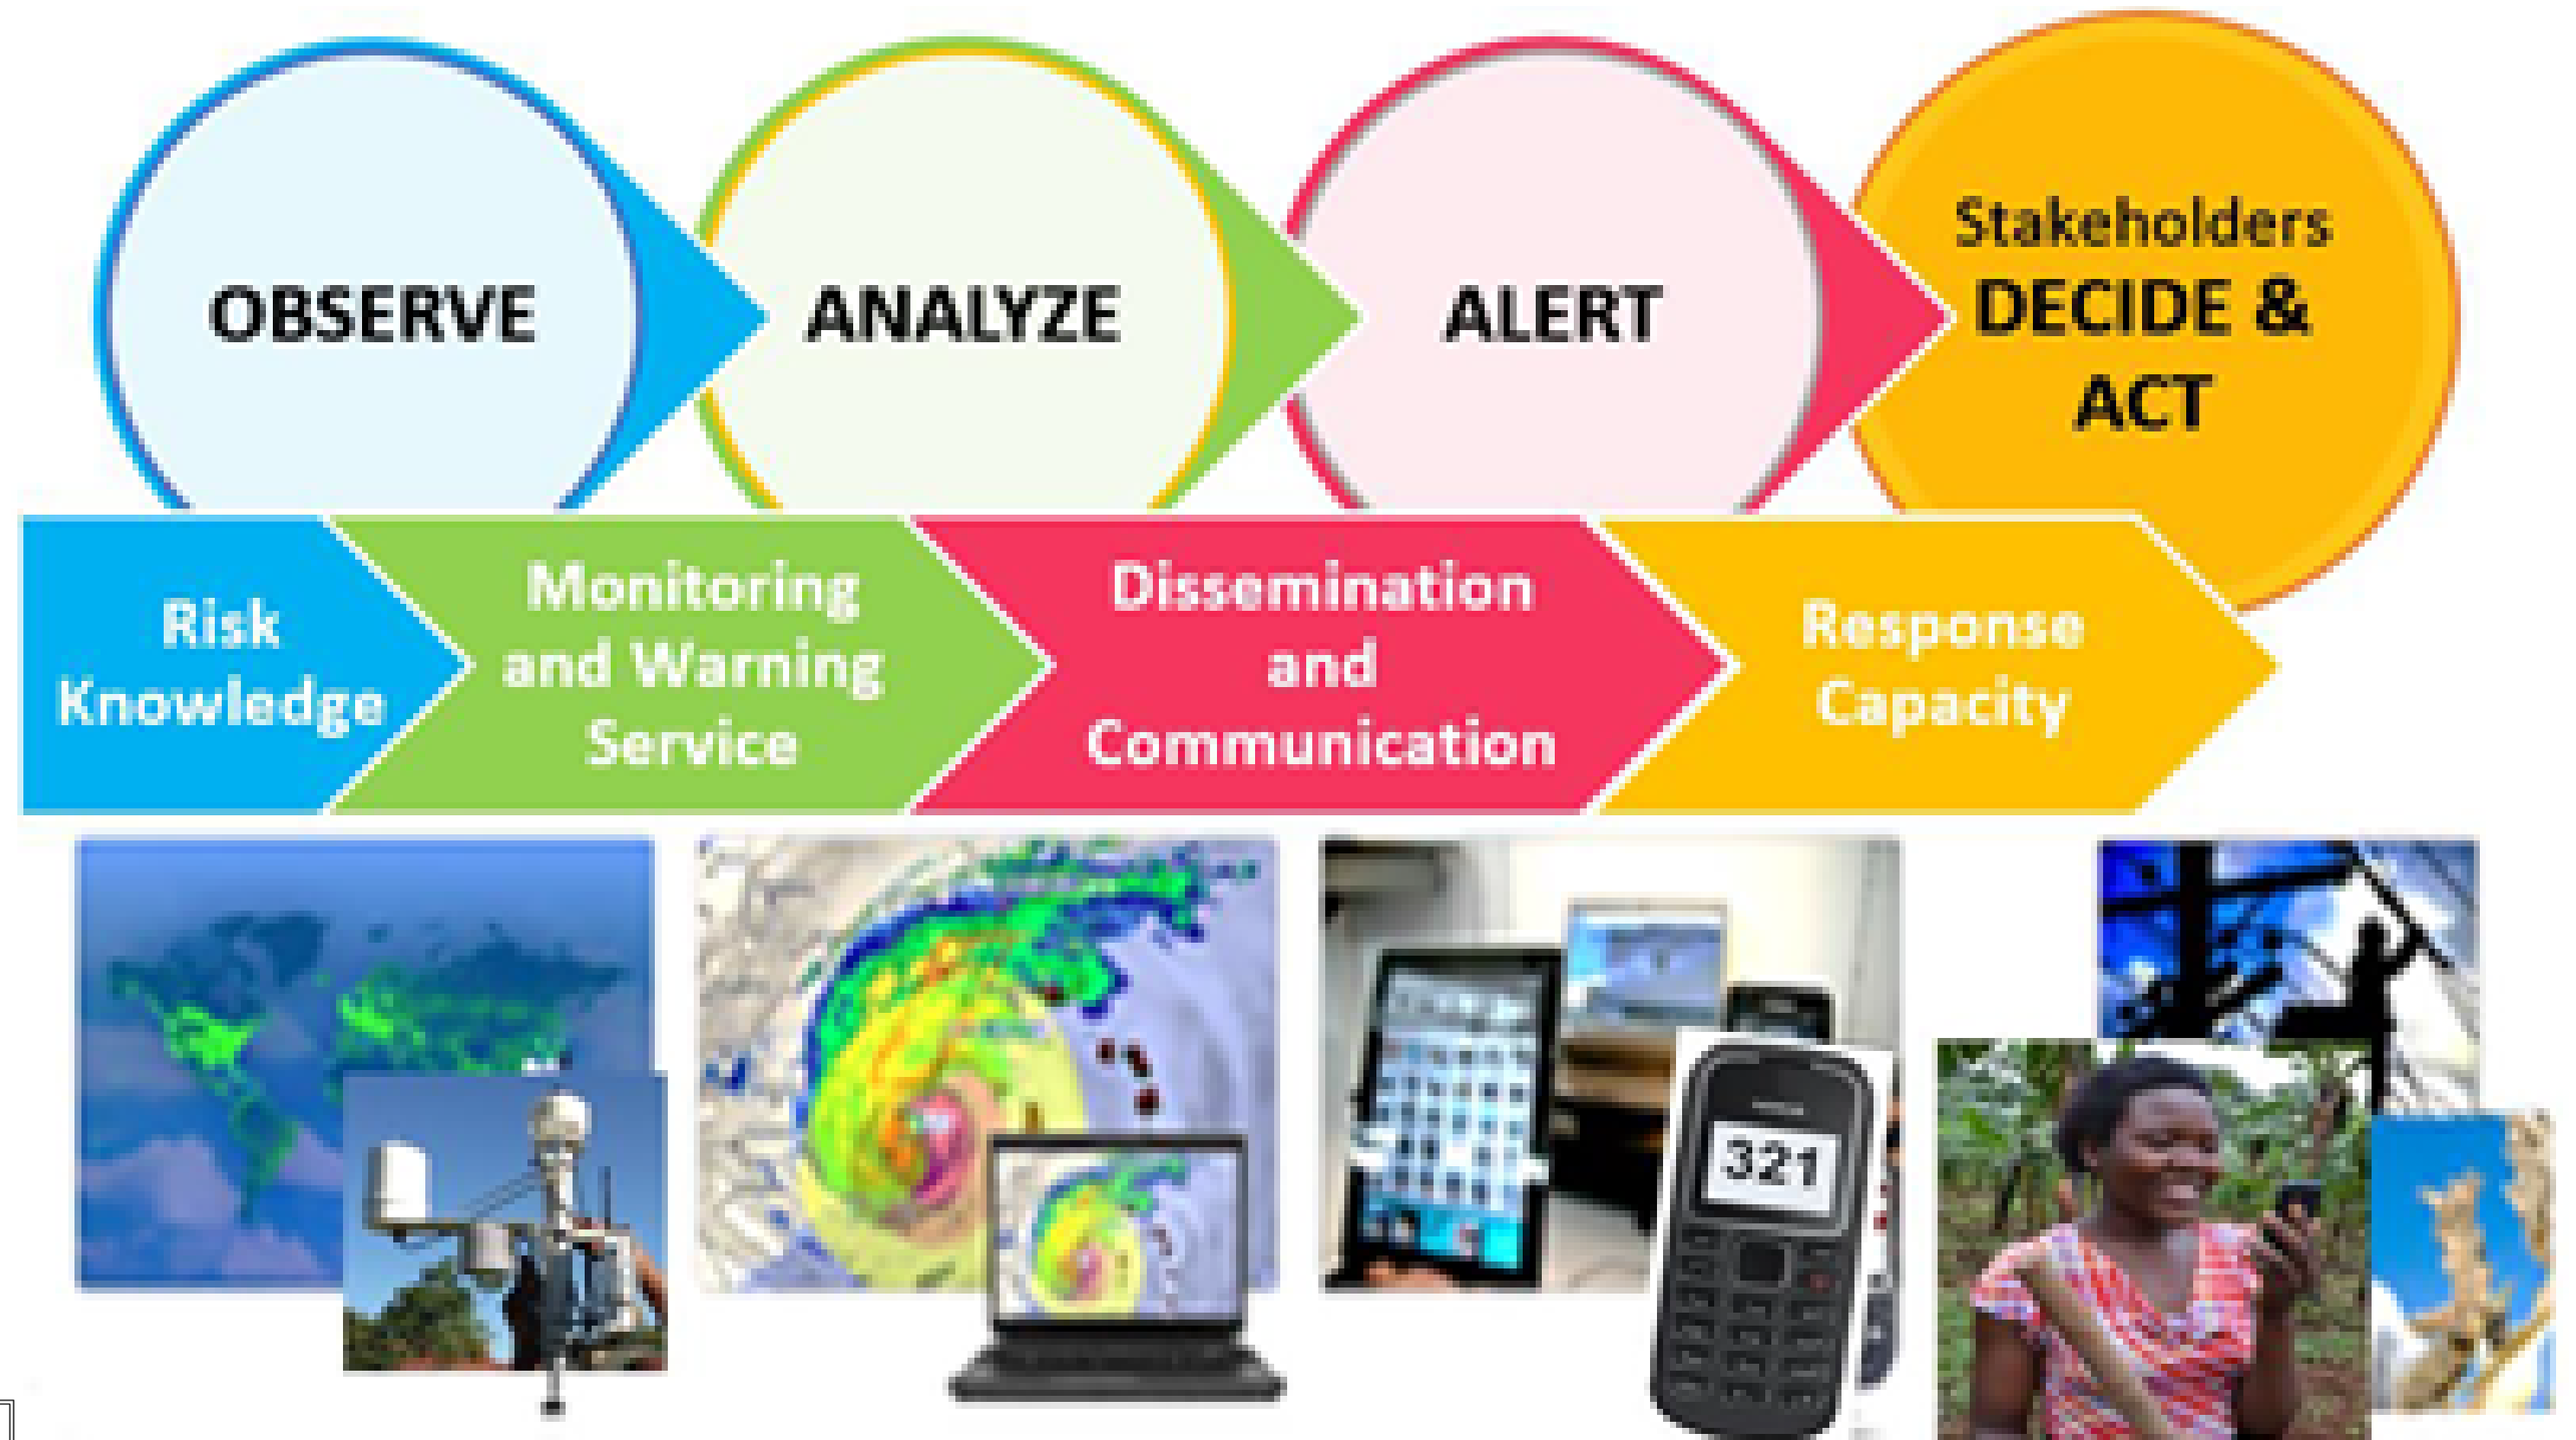 OBSERVE
ANALYZE
ALERT
Stakeholders
DECIDE &
ACT
Risk
Knowledge
Monitoring
and Warning
Service
Dissemination
and
Communication
Response
Capacity
321